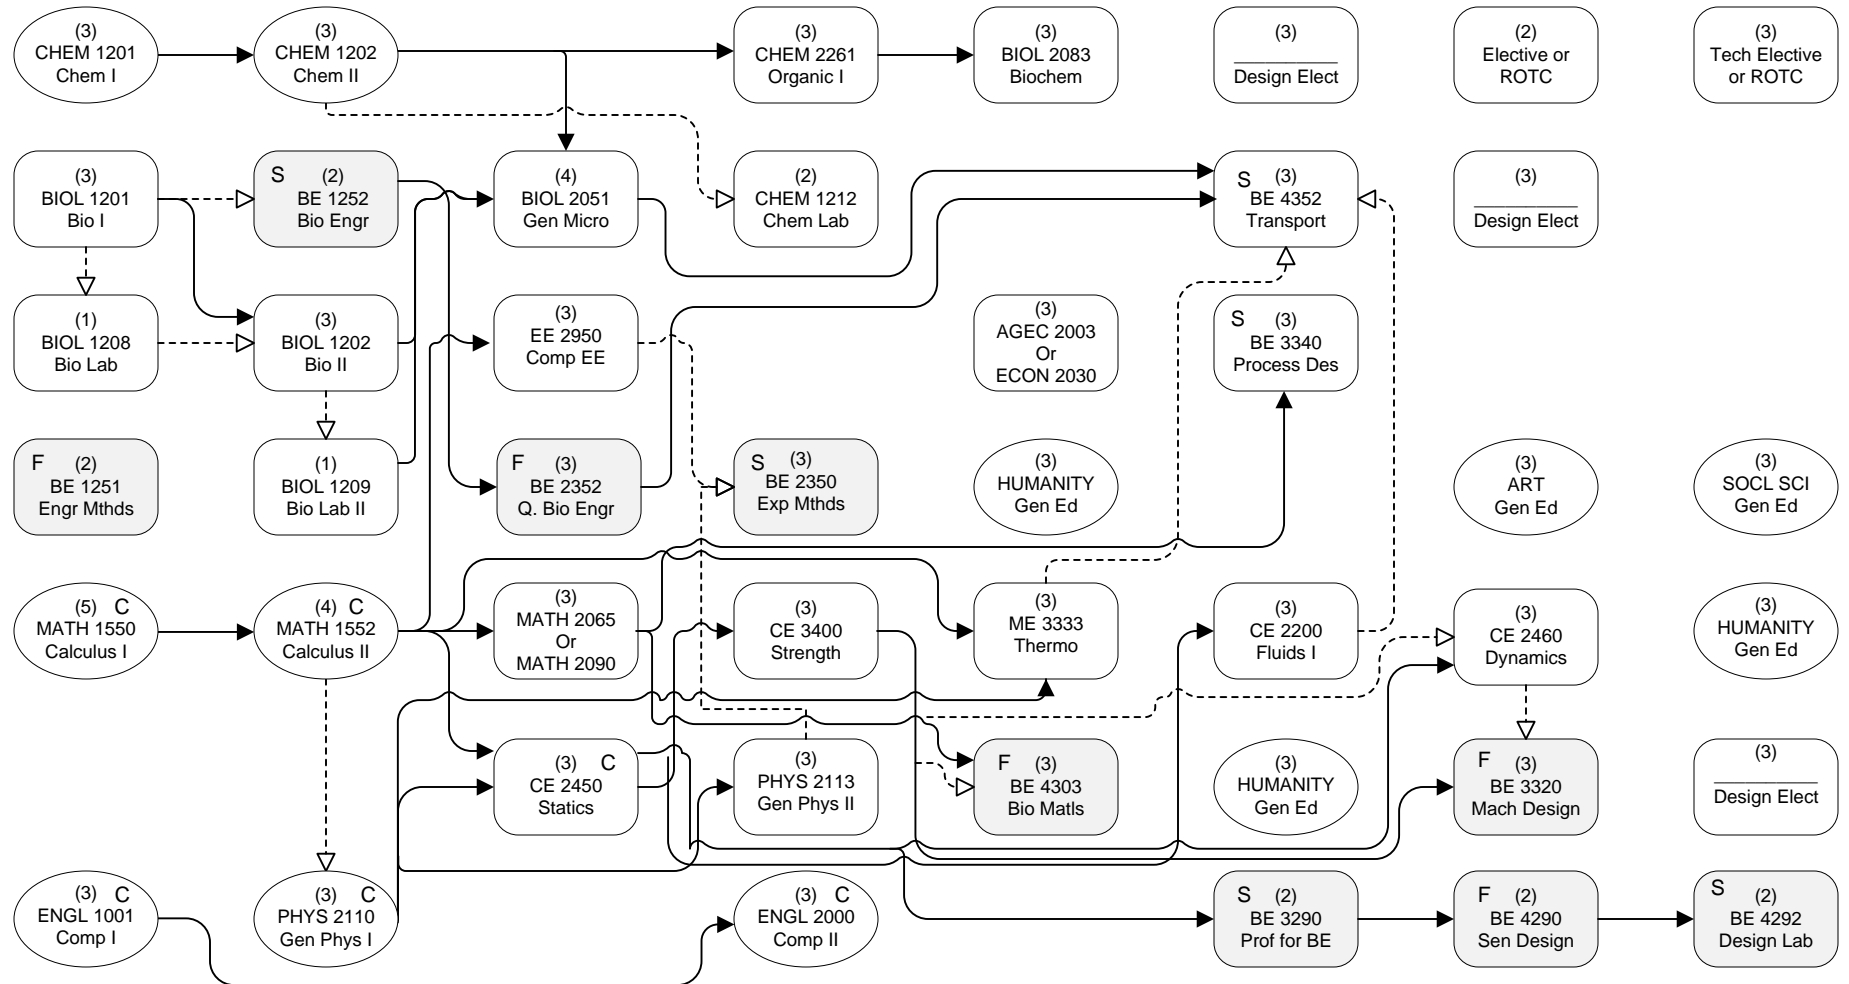 (3)
CHEM 1201
Chem I
(3)
CHEM 1202
Chem II
(3)
CHEM 2261
Organic I
(3)
BIOL 2083
Biochem
(3)
__________
Design Elect
(2)
Elective or
ROTC
(3)
Tech Elective
or ROTC
(3)
BIOL 1201
Bio I
S (2)
BE 1252
Bio Engr
(4)
BIOL 2051
Gen Micro
(2)
CHEM 1212
Chem Lab
S (3)
BE 4352
Transport
(3)
__________
Design Elect
(1)
BIOL 1208
Bio Lab
(3)
BIOL 1202
Bio II
(3)
EE 2950
Comp EE
(3)
AGEC 2003
Or
ECON 2030
S (3)
BE 3340
Process Des
F (2)
BE 1251
Engr Mthds
(1)
BIOL 1209
Bio Lab II
F (3)
BE 2352
Q. Bio Engr
S (3)
BE 2350
Exp Mthds
(3)
HUMANITY
Gen Ed
(3)
ART
Gen Ed
(3)
SOCL SCI
Gen Ed
(5) C
MATH 1550
Calculus I
(4) C
MATH 1552
Calculus II
(3)
MATH 2065
Or
MATH 2090
(3)
CE 3400
Strength
(3)
ME 3333
Thermo
(3)
CE 2200
Fluids I
(3)
CE 2460
Dynamics
(3)
HUMANITY
Gen Ed
(3) C
CE 2450
Statics
(3)
PHYS 2113
Gen Phys II
F (3)
BE 4303
Bio Matls
(3)
HUMANITY
Gen Ed
F (3)
BE 3320
Mach Design
(3)
__________
Design Elect
(3) C
ENGL 1001
Comp I
(3) C
PHYS 2110
Gen Phys I
(3) C
ENGL 2000
Comp II
S (2)
BE 3290
Prof for BE
F (2)
BE 4290
Sen Design
S (2)
BE 4292
Design Lab